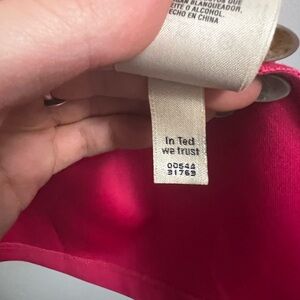 BLANQUEADOR,
O ALCOHOL
HECHO EN CHINA
In Ted
we trust
00544
31763